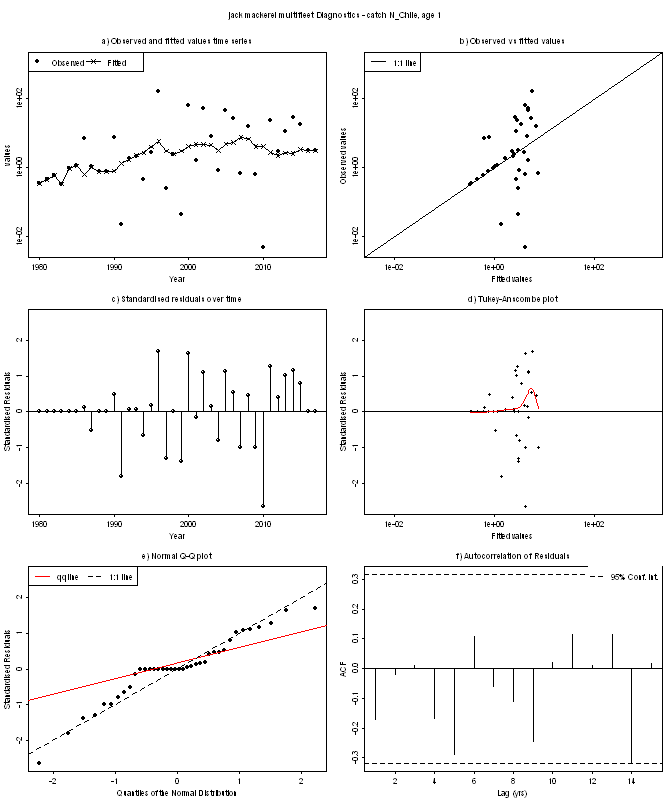 jack mackerel multifleet Diagnostics - catch N_Chile, age 1
a) Observed and fitted values time series
Observed Fitted
1e+02
1e+00
1e-02
values
1980 1990 2000 2010
Year
b) Observed vs fitted values
1:1 line
1e+02
1e+00
1e-02
Observed values
1e-02 1e+00 1e+02
Fitted values
c) Standardised residuals over time
2
1
0
-1
-2
Standardised Residuals
1980 1990 2000 2010
Year
d) Tukey-Anscombe plot
2
1
0
-1
-2
Standardised Residuals
1e-02 1e+00 1e+02
Fitted values
e) Normal Q-Q plot
qq line 1:1 line
2
1
0
-1
-2
Standardised Residuals
-2 -1 0 1 2
Quantiles of the Normal Distribution
f) Autocorrelation of Residuals
95% Conf. Int.
0.3
0.2
0.1
0.0
-0.1
-0.2
-0.3
ACF
2 4 6 8 10 12 14
Lag (yrs)